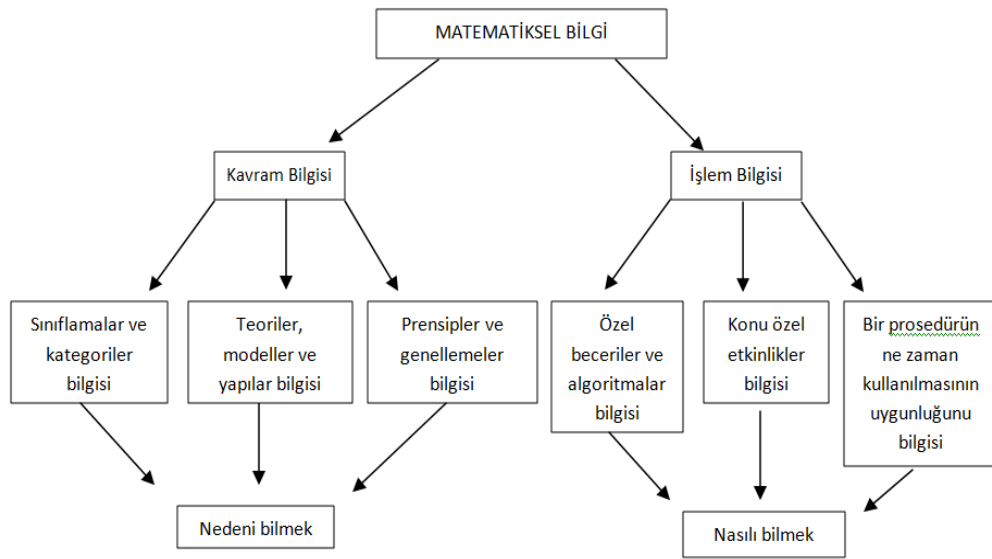 MATEMATİKSEL BİLGİ
Kavram Bilgisi
İşlem Bilgisi
Sınıflamalar ve
kategoriler
bilgisi
Teoriler,
modeller ve
yapılar bilgisi
Prensipler ve
genellemeler
bilgisi
Özel
beceriler ve
algoritmalar
bilgisi
Konu özel
etkinlikler
bilgisi
Bir prosedürün
ne zaman
kullanılmasının
uygunluğunu
bilgisi
Nedeni bilmek
Nasılı bilmek